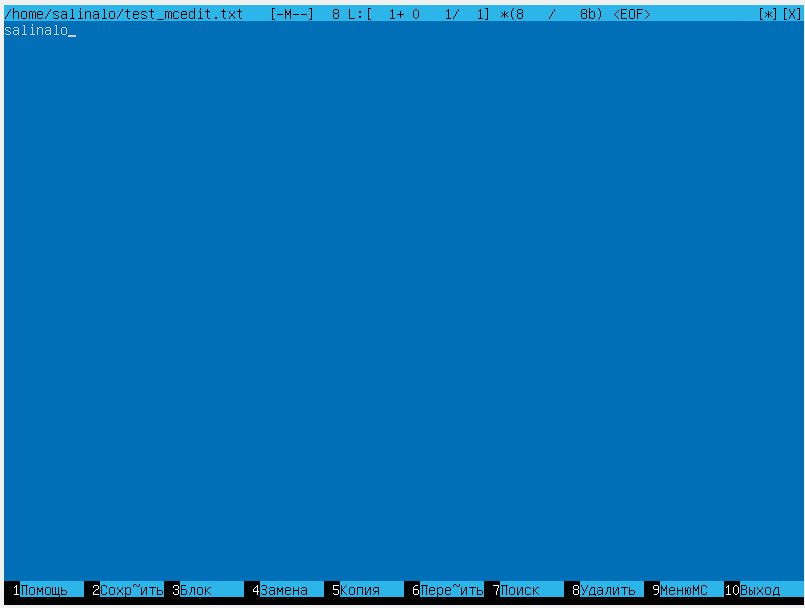 /home/salinalo/test_mcedit.txt   [-M--]  8 L:[  1+ 0   1/  1] *(8   /   8b) <EOF>   [*][X]
salinalo_
1Помощь  2Сохр~ить 3Блок  4Замена  5Копия  6Пере~ить 7Поиск  8Удалить  9МенюМС  10Выход